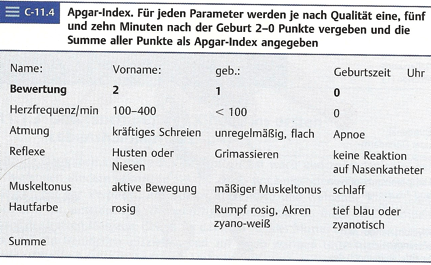 C-11.4 Apgar-Index. Für jeden Parameter werden je nach Qualität eine, fünf
und zehn Minuten nach der Geburt 2–0 Punkte vergeben und die
Summe aller Punkte als Apgar-Index angegeben
Name: Vorname: geb.: Geburtszeit Uhr
Bewertung 2 1 0
Herzfrequenz/min 100–400 < 100 0
Atmung kräftiges Schreien unregelmäßig, flach Apnoe
Reflexe Husten oder Grimassieren keine Reaktion
Niesen auf Nasenkatheter
Muskeltonus aktive Bewegung mäßiger Muskeltonus schlaff
Hautfarbe rosig Rumpf rosig, Akren tief blau oder
zyano-weiß zyanotisch
Summe